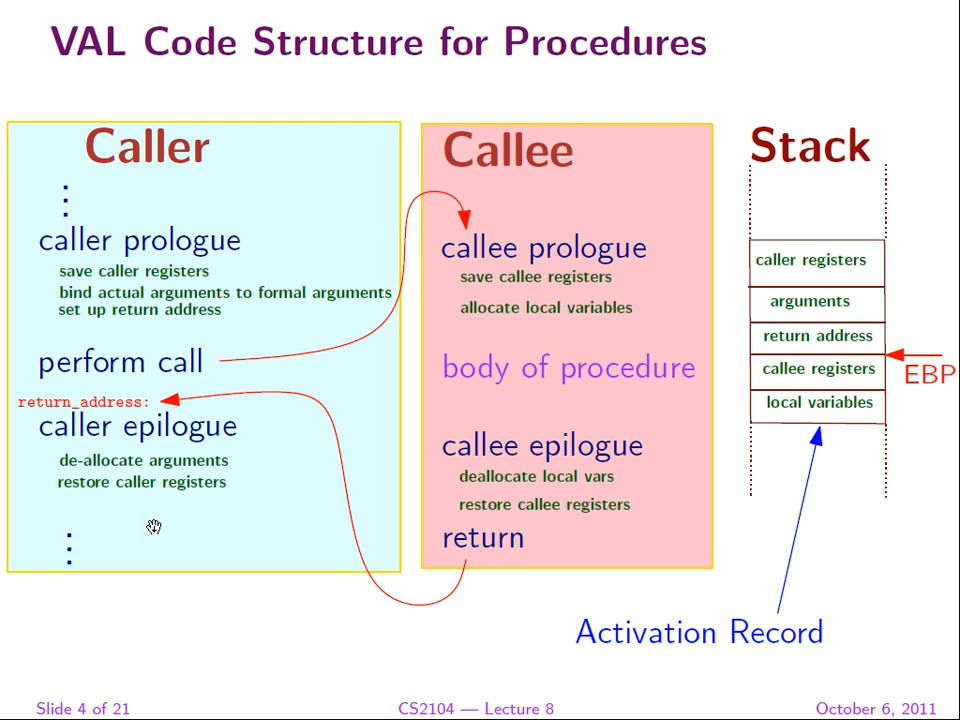 VAL Code Structure for Procedures
Caller
caller prologue
save caller registers
bind actual arguments to formal arguments
set up return address
perform call
return_address:
caller epilogue
de-allocate arguments
restore caller registers
Callee
callee prologue
save callee registers
allocate local variables
body of procedure
callee epilogue
deallocate local vars
restore callee registers
return
Stack
caller registers
arguments
return address
callee registers
local variables
EBP
Activation Record
Slide 4 of 21
CS2104 — Lecture 8
October 6, 2011